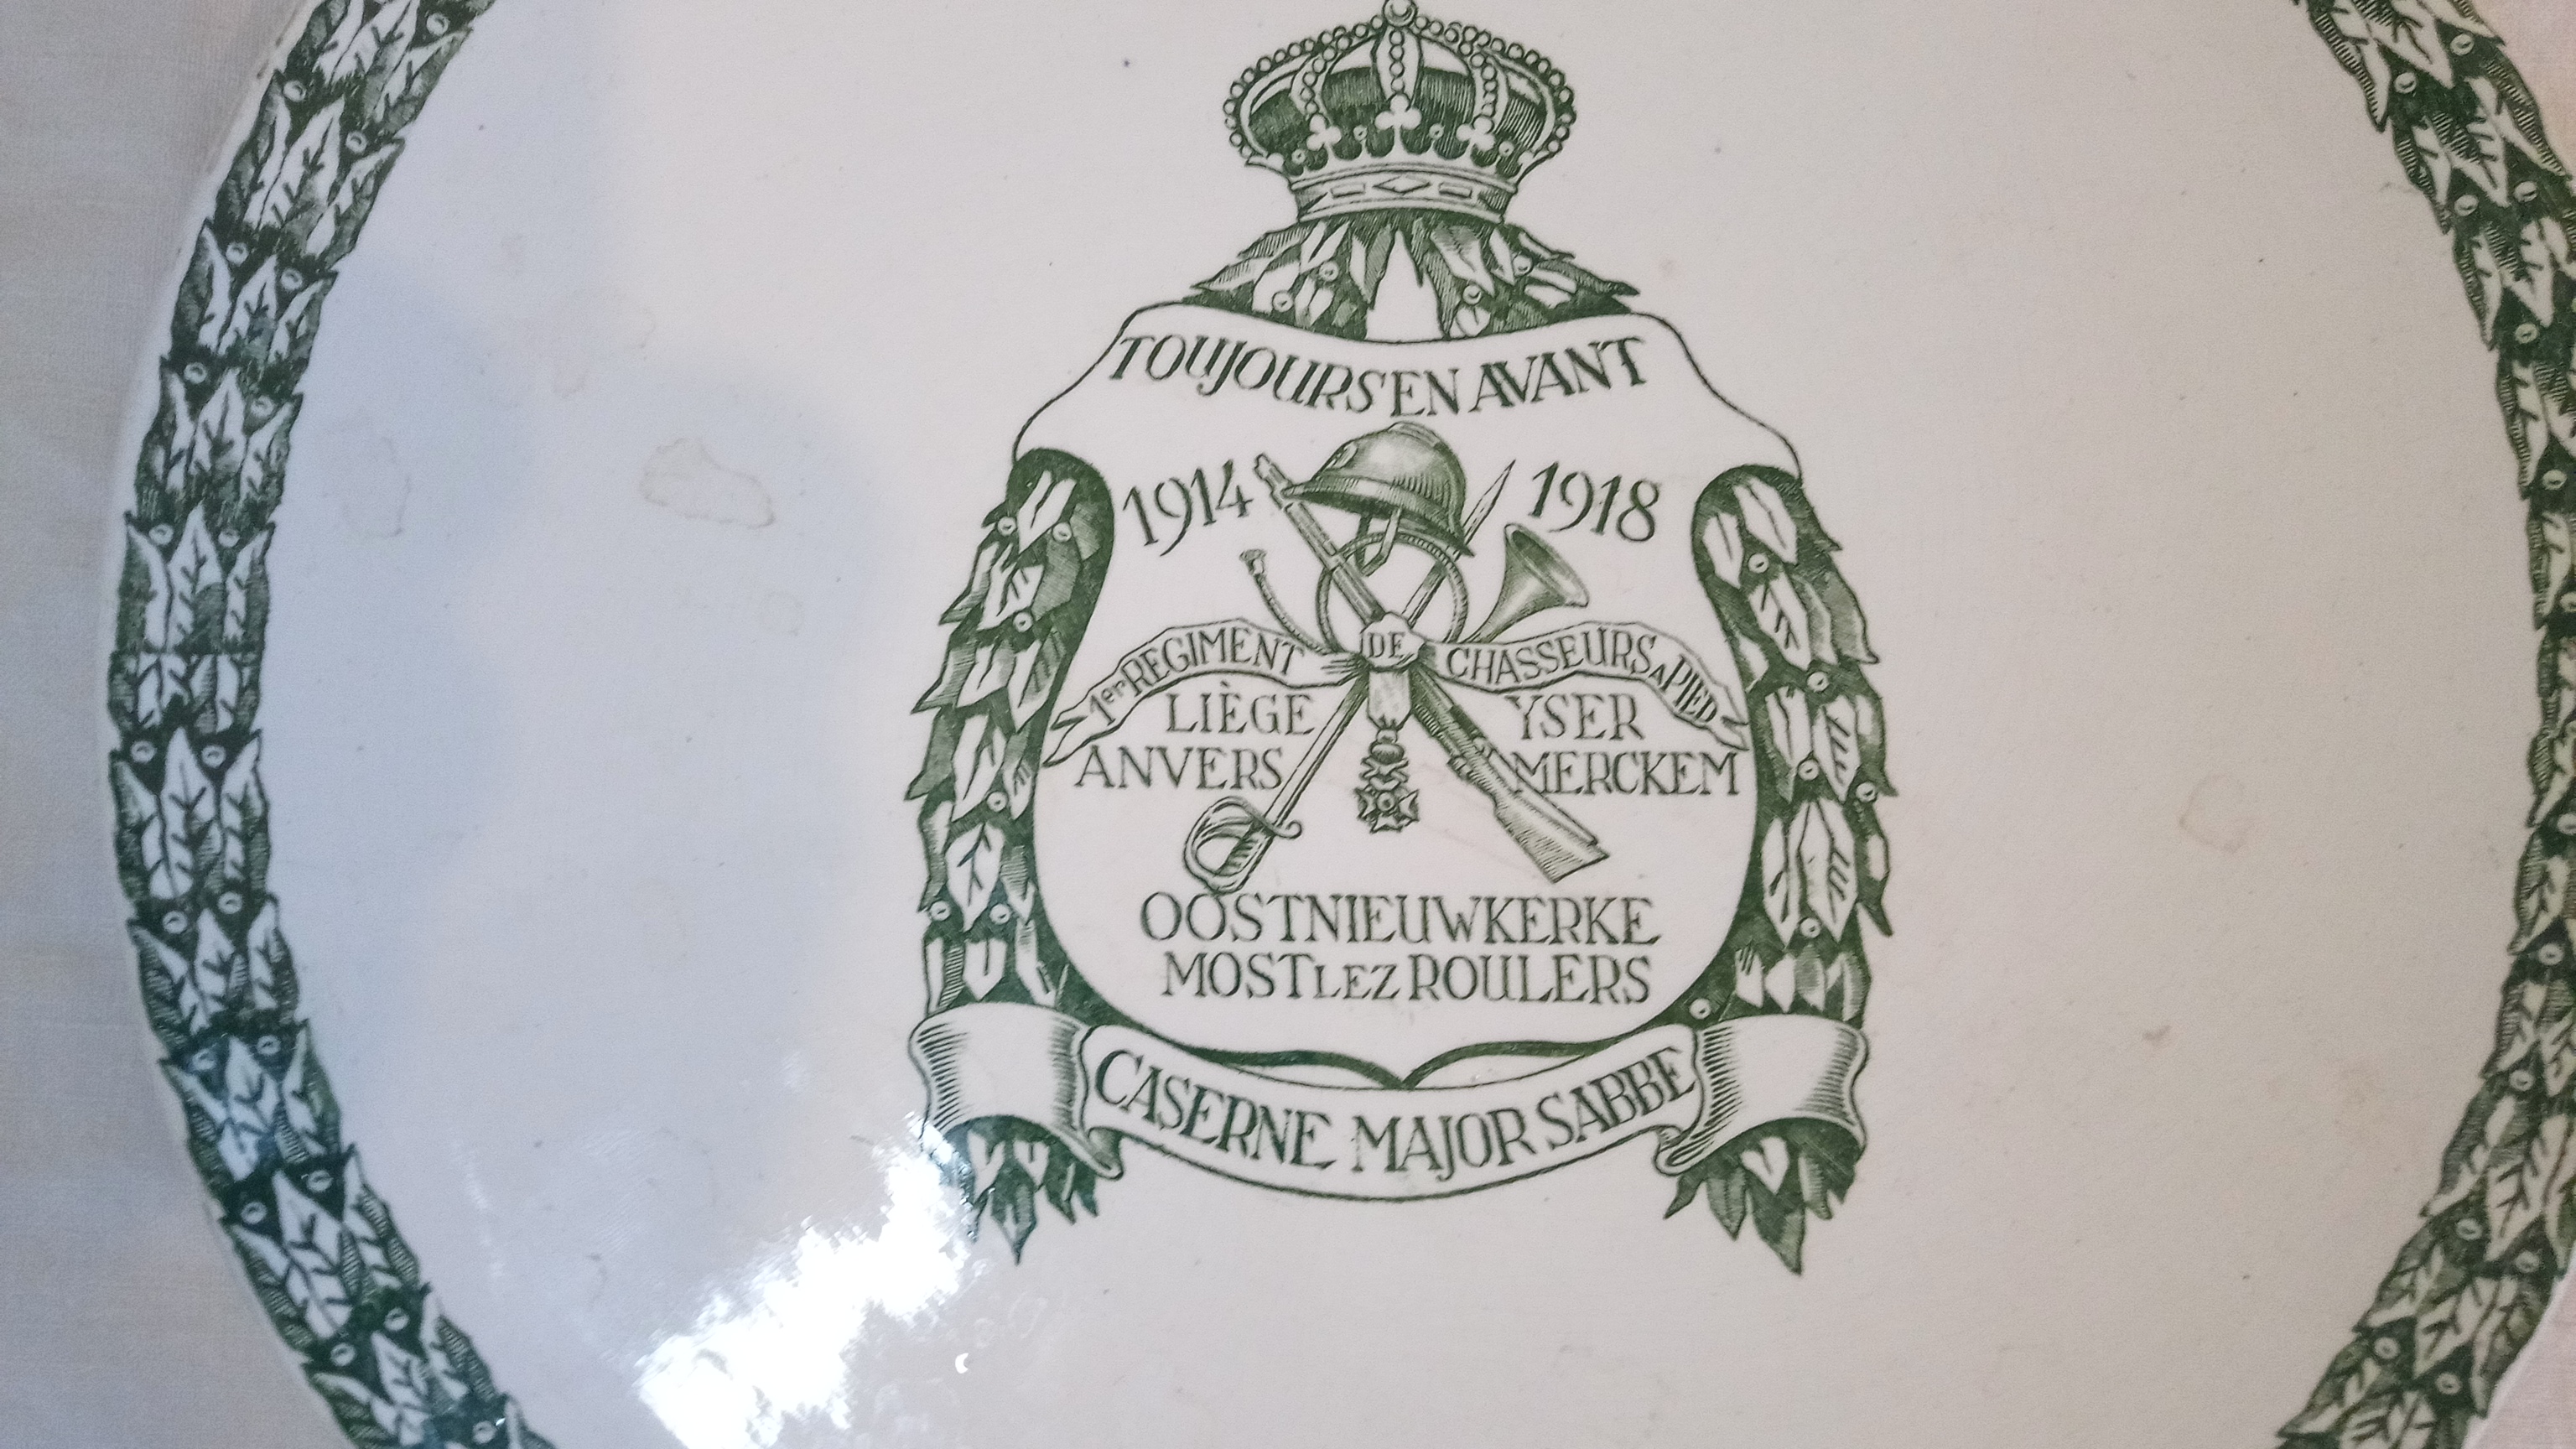 TOUJOURS EN AVANT
1914 1918
1er REGIMENT DE CHASSEURS A PIED
LIÈGE YSER
ANVERS MERCKEM
OOSTNIEUWKERKE
MOST LEZ ROULERS
CASERNE MAJOR SABBE